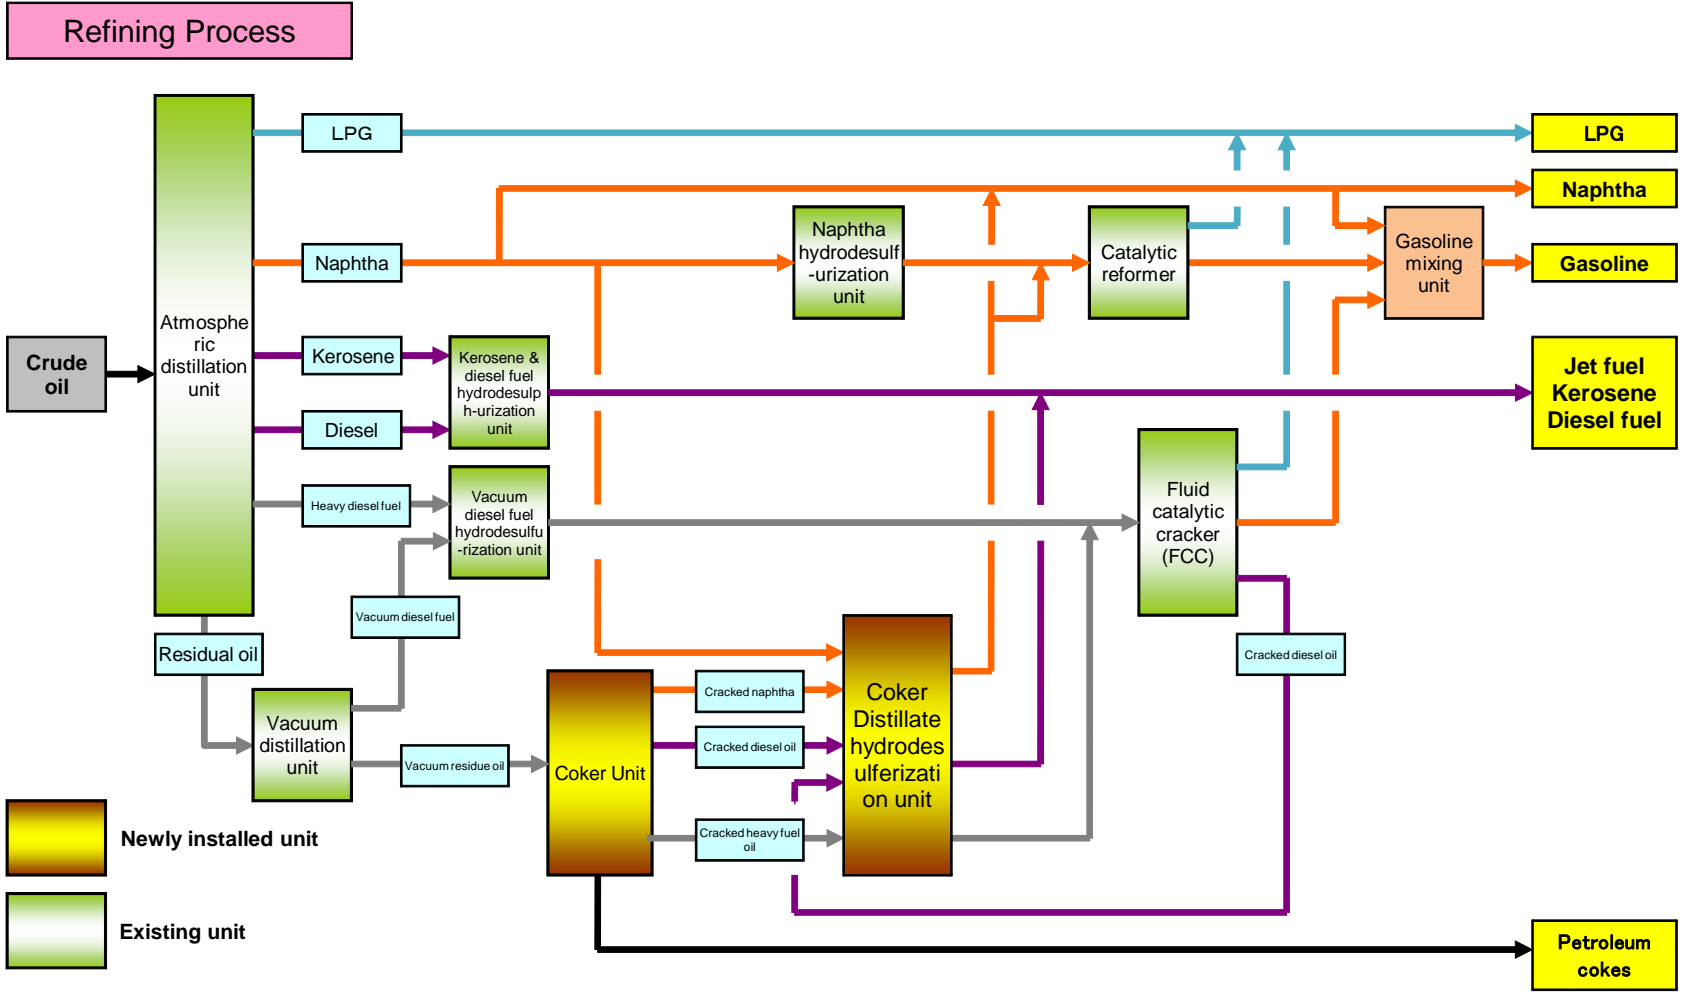 Refining Process
LPG
LPG
Naphtha
Naphtha
hydrodesulf
-urization
unit
Catalytic
reformer
Gasoline
mixing
unit
Naphtha
Gasoline
Crude
oil
Atmosphe
ric
distillation
unit
Kerosene
Diesel
Kerosene &
diesel fuel
hydrodesulp
h-urization
unit
Jet fuel
Kerosene
Diesel fuel
Heavy diesel fuel
Vacuum
diesel fuel
hydrodesulfu
-rization unit
Fluid
catalytic
cracker
(FCC)
Vacuum diesel fuel
Residual oil
Cracked diesel oil
Vacuum
distillation
unit
Vacuum residue oil
Coker Unit
Cracked naphtha
Cracked diesel oil
Cracked heavy fuel
oil
Coker
Distillate
hydrodes
ulferizati
on unit
Newly installed unit
Existing unit
Petroleum
cokes